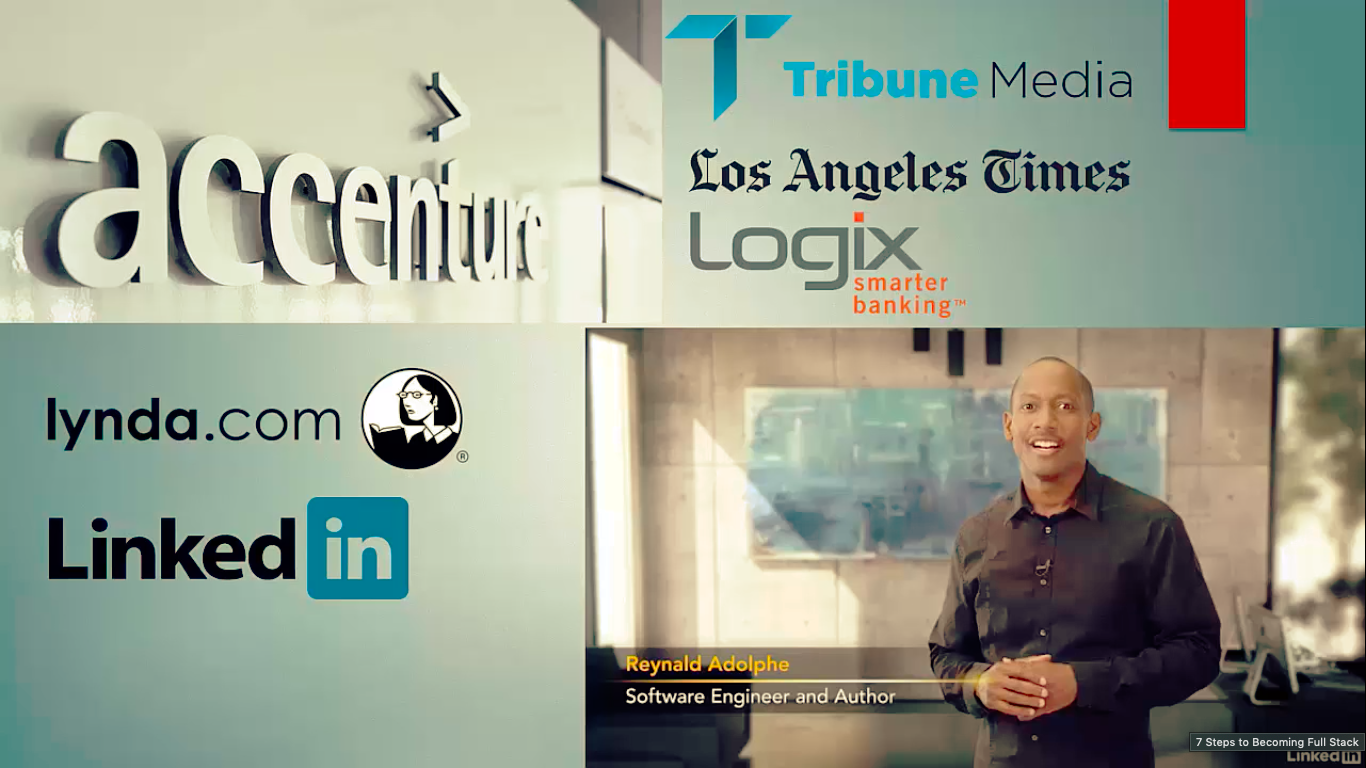 accenture
Tribune Media
Los Angeles Times
Logix
smarter
banking™
lynda.com
®
Linked in
Reynald Adolphe
Software Engineer and Author
7 Steps to Becoming Full Stack
Linked in